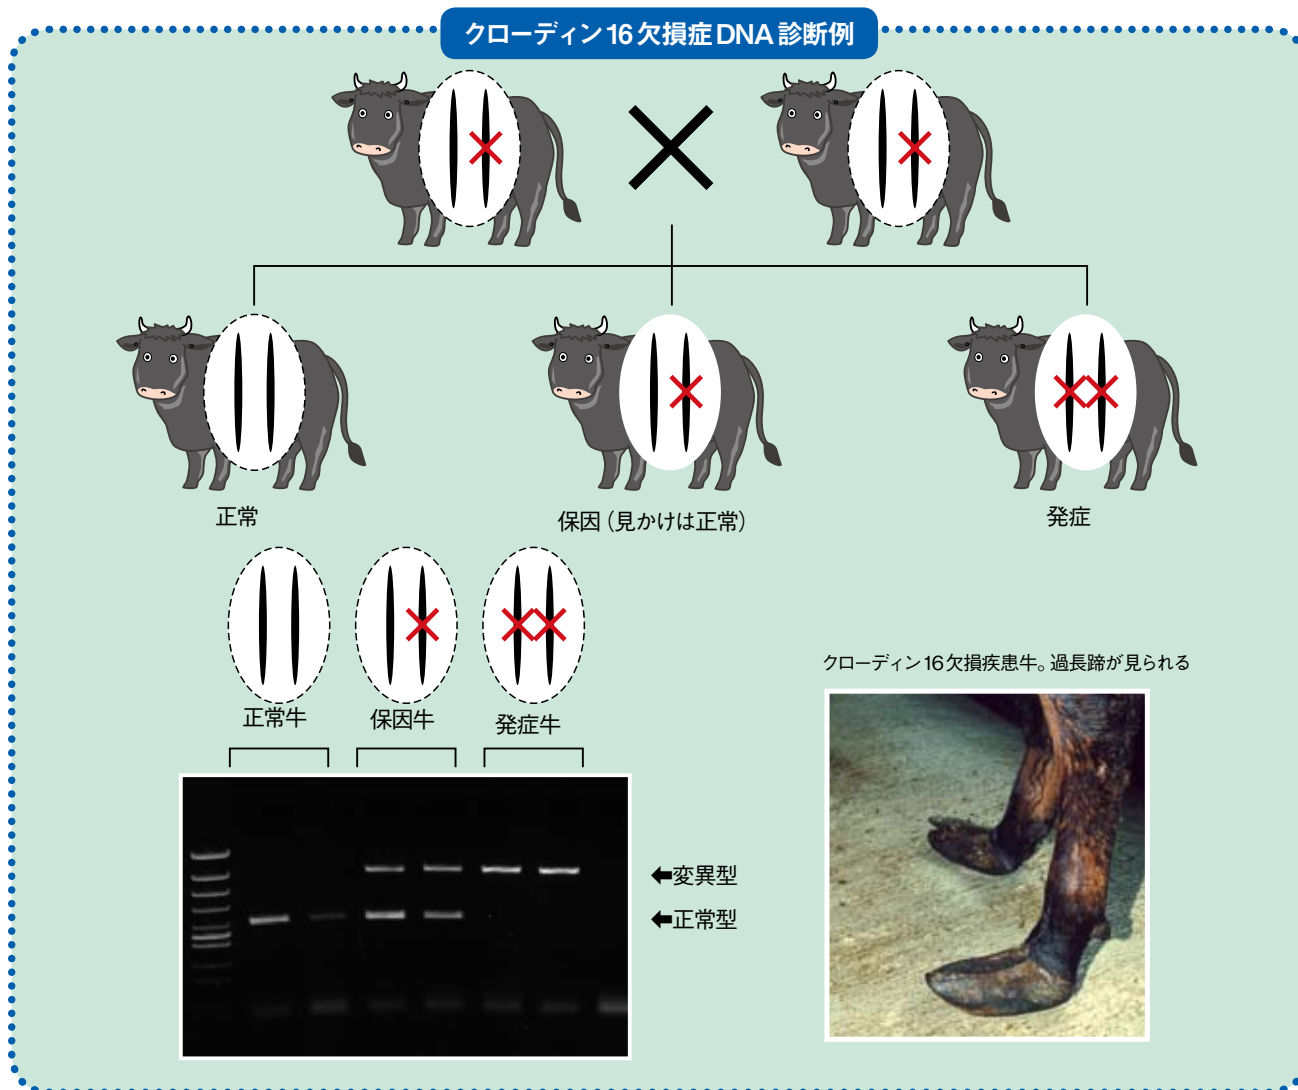 クローディン16欠損症DNA診断例
正常
保因（見かけは正常）
発症
正常牛
保因牛
発症牛
クローディン16欠損疾患牛。過長蹄が見られる
←変異型
←正常型